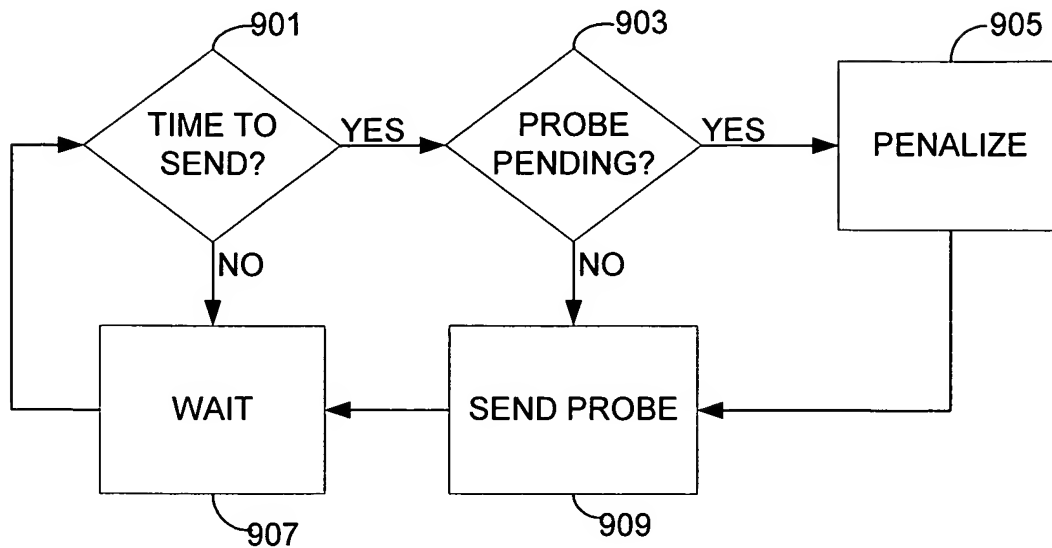 901
903
905
TIME TO
SEND?
YES
PROBE
PENDING?
YES
PENALIZE
NO
NO
WAIT
SEND PROBE
907
909